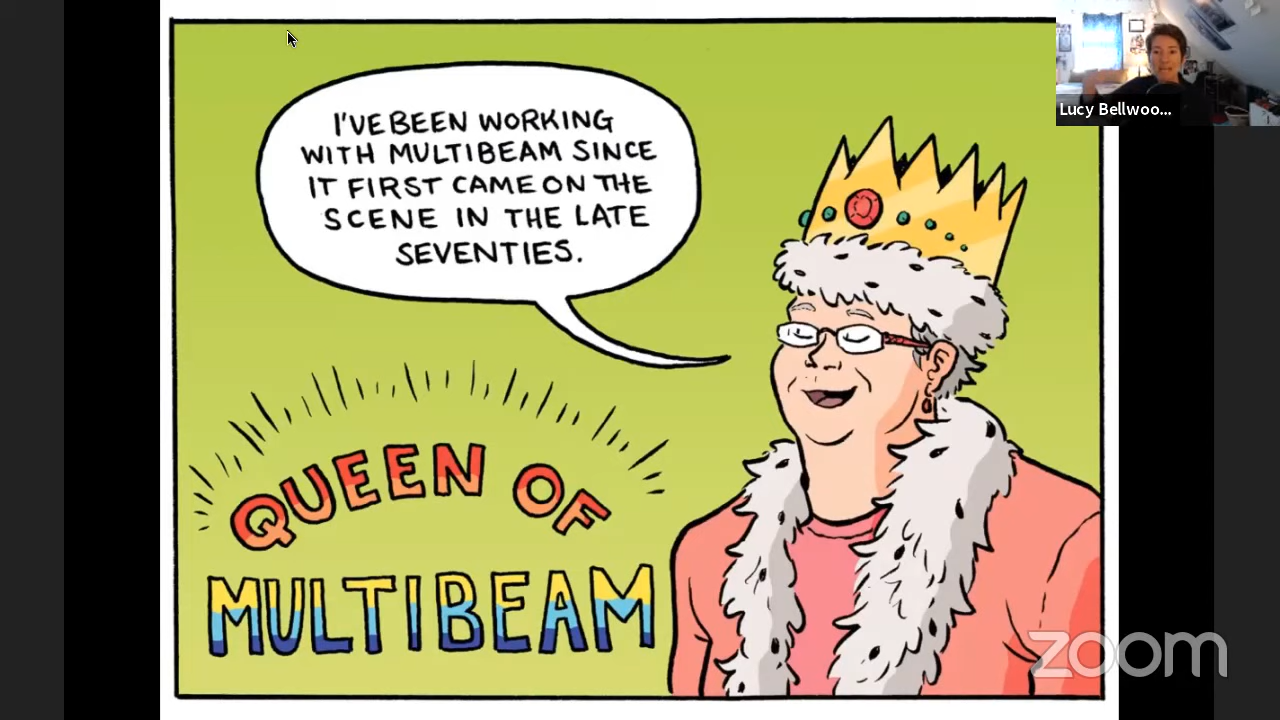 Lucy Bellwoo...
I'VE BEEN WORKING
WITH MULTIBEAM SINCE
IT FIRST CAME ON THE
SCENE IN THE LATE
SEVENTIES.
QUEEN OF
MULTIBEAM
zoom